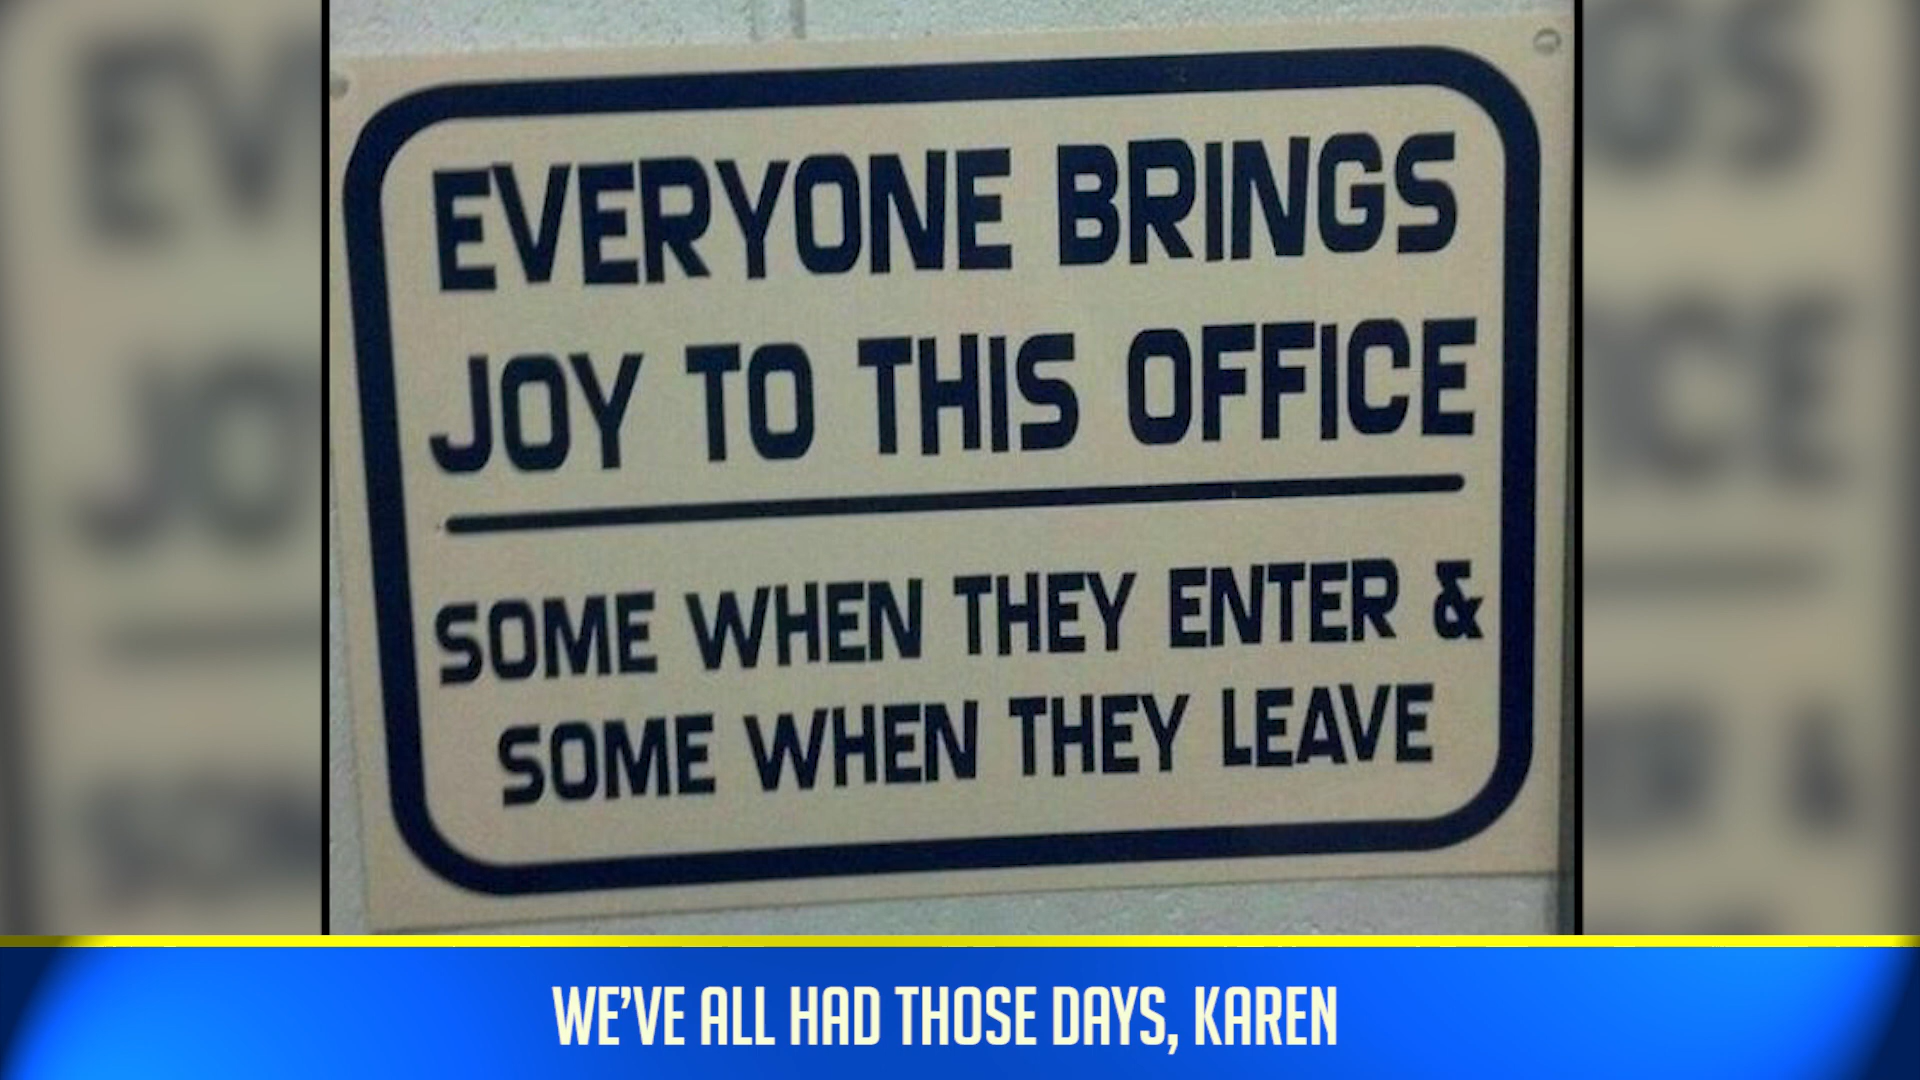 EVERYONE BRINGS
JOY TO THIS OFFICE
SOME WHEN THEY ENTER &
SOME WHEN THEY LEAVE
WE'VE ALL HAD THOSE DAYS, KAREN